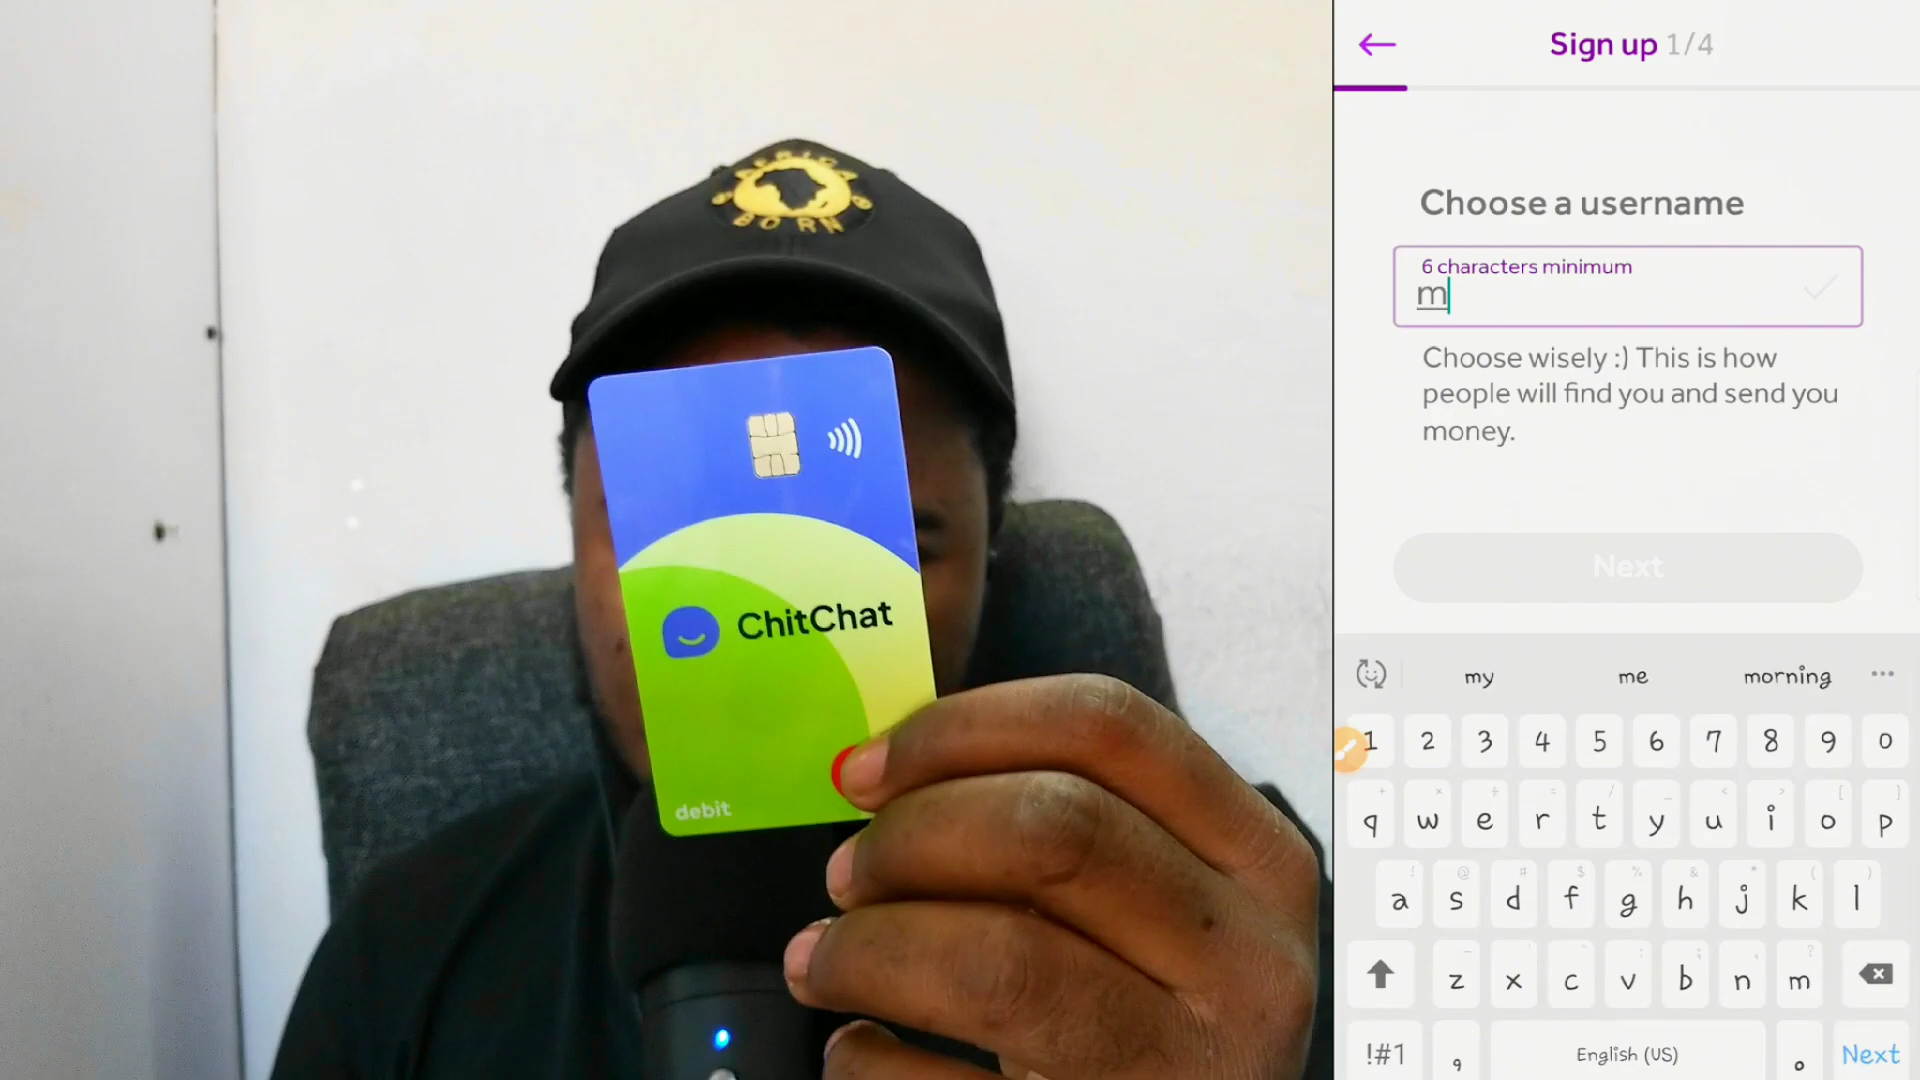 AFRICA
BORN
ChitChat
debit
Sign up 1/4
Choose a username
6 characters minimum
m
Choose wisely :) This is how
people will find you and send you
money.
Next
my me morning ...
1 2 3 4 5 6 7 8 9 0
q w e r t y u i o p
a s d f g h j k l
z x c v b n m
!#1 , English (US) . Next